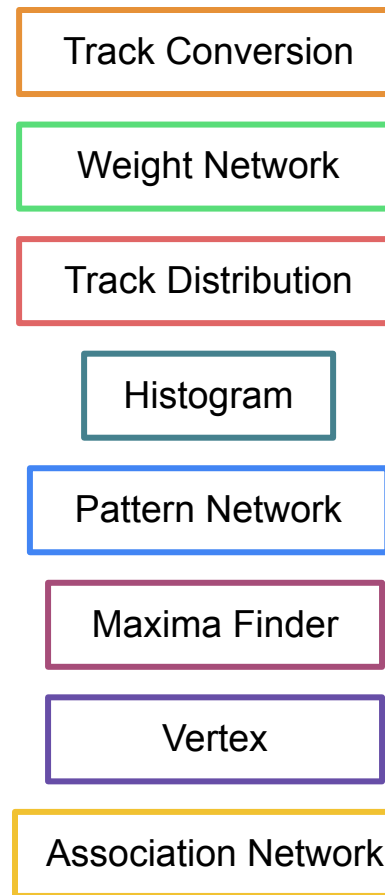 Track Conversion
Weight Network
Track Distribution
Histogram
Pattern Network
Maxima Finder
Vertex
Association Network